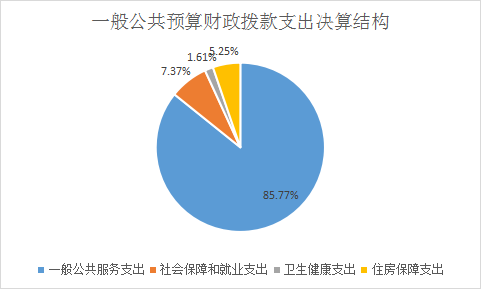 一般公共预算财政拨款支出决算结构
5.25%
1.61%
7.37%
85.77%
一般公共服务支出 社会保障和就业支出 卫生健康支出 住房保障支出